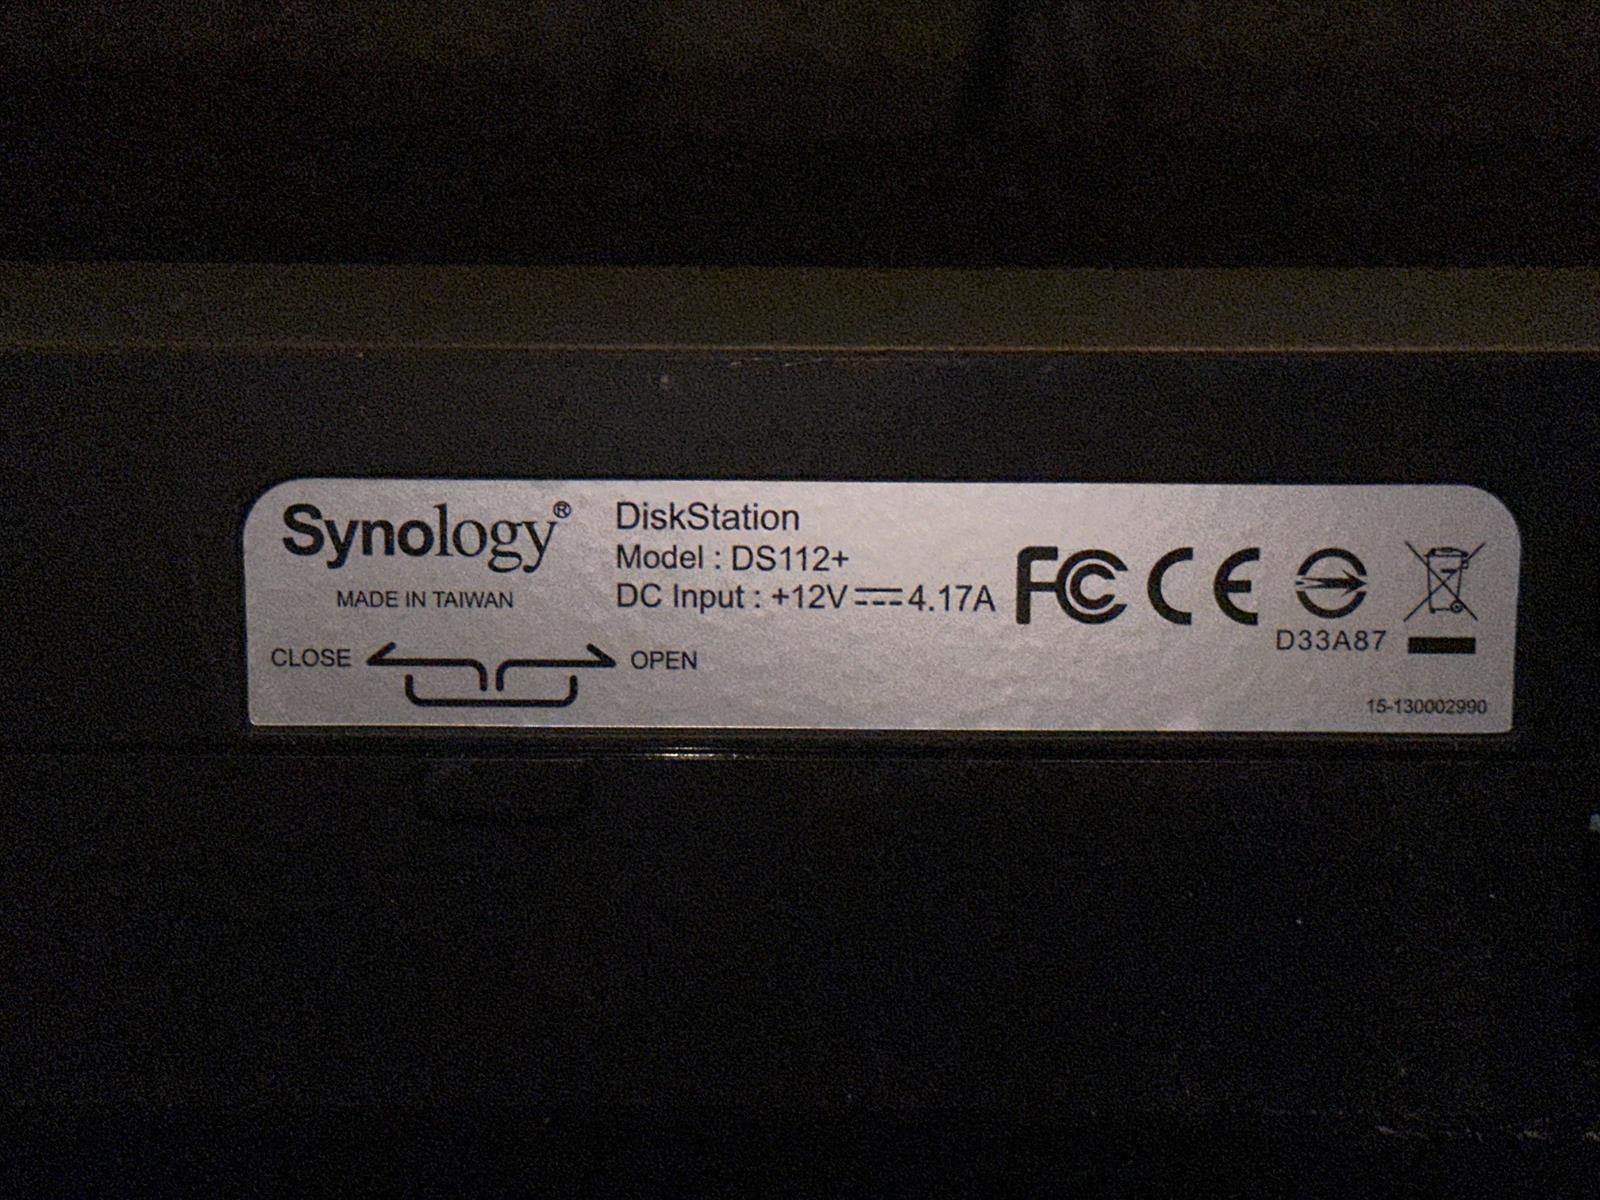 Synology®
MADE IN TAIWAN
CLOSE OPEN
DiskStation
Model : DS112+
DC Input : +12V⎓4.17A
FC CE
D33A87
15-130002990